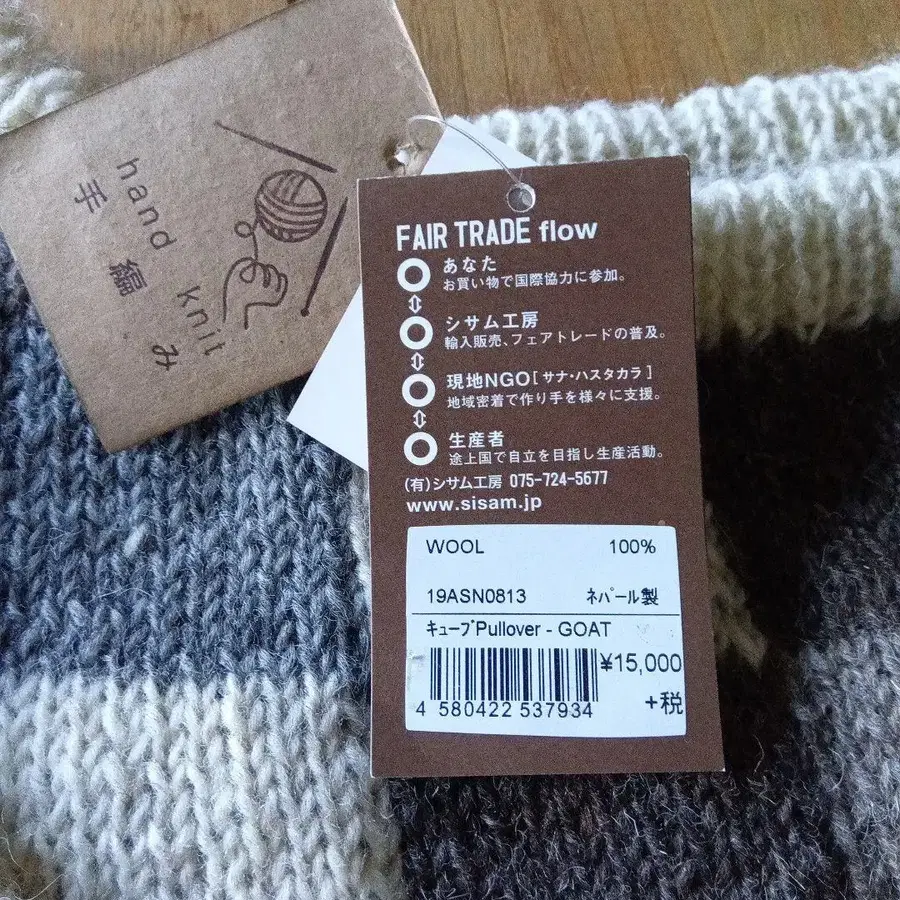 hand knit
手編み
FAIR TRADE flow
あなた
お買い物で国際協力に参加。
シサム工房
輸入販売、フェアトレードの普及。
現地NGO[サナ・ハスタカラ]
地域密着で作り手を様々に支援。
生産者
途上国で自立を目指し生産活動。
(有)シサム工房 075-724-5677
www.sisam.jp
WOOL 100%
19ASN0813 ネパール製
キューブPullover - GOAT
¥15,000
+税
4 580422 537934